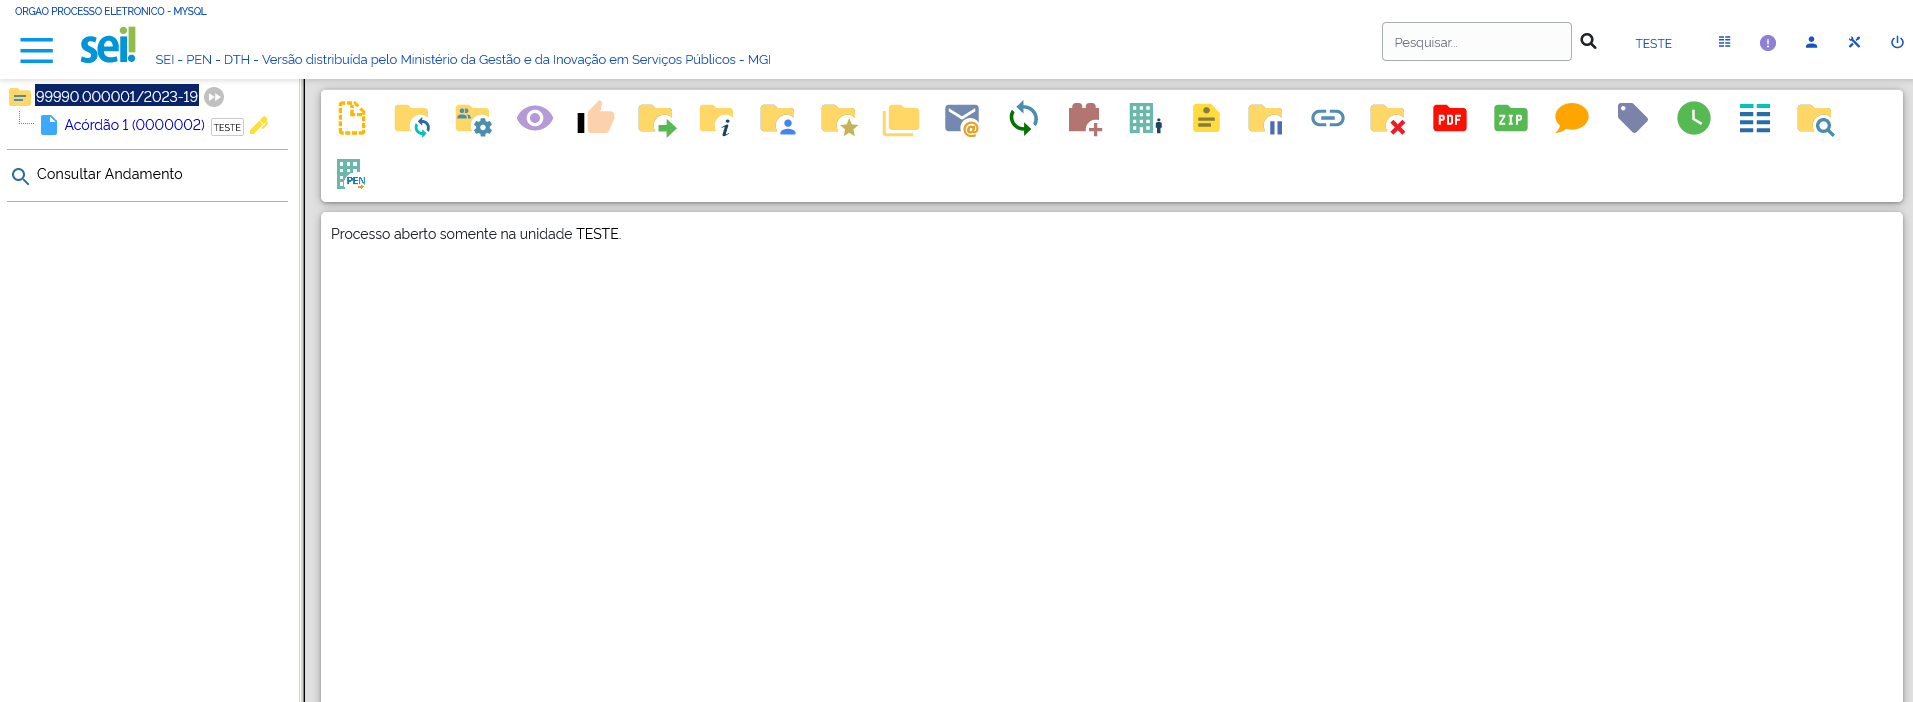 ORGAO PROCESSO ELETRONICO - MYSQL
sei!
SEI - PEN - DTH - Versão distribuída pelo Ministério da Gestão e da Inovação em Serviços Públicos - MGI
Pesquisar...
TESTE
99990.000001/2023-19
Acórdão 1 (0000002) TESTE
Consultar Andamento
PDF
ZIP
PEN
Processo aberto somente na unidade TESTE.